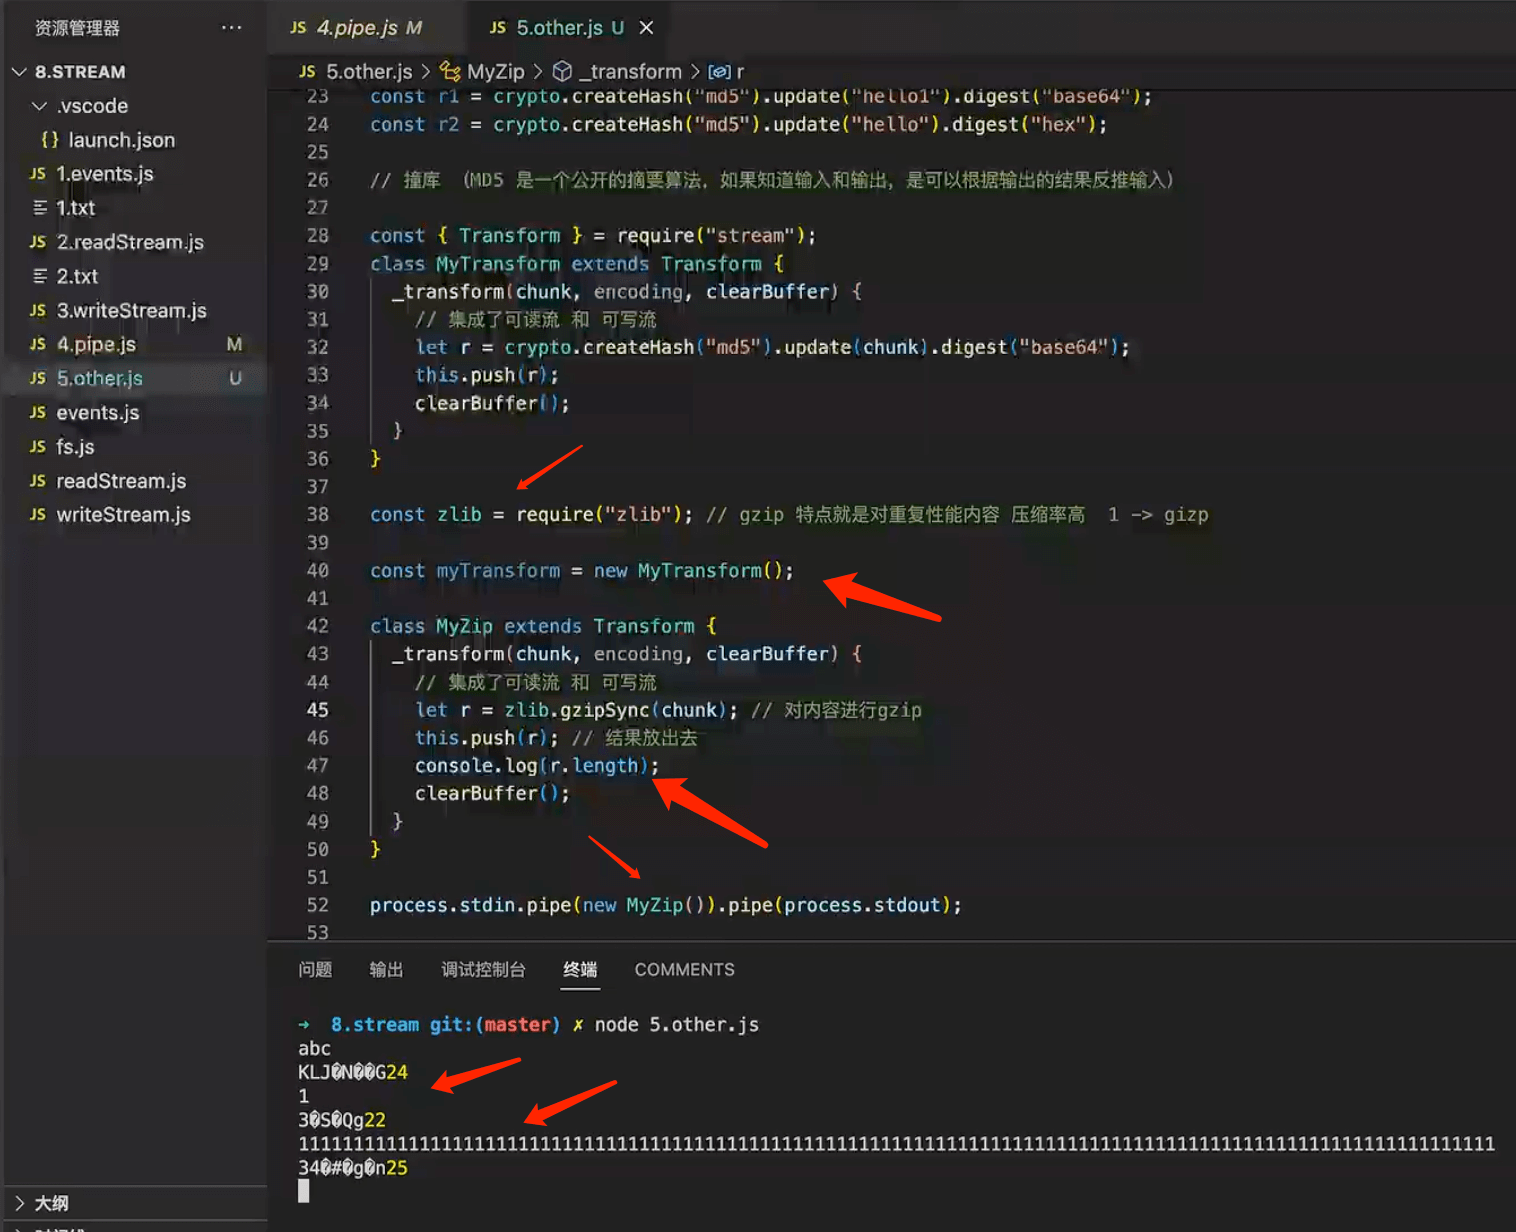 资源管理器 ···
8.STREAM
.vscode
{} launch.json
JS 1.events.js
1.txt
JS 2.readStream.js
2.txt
JS 3.writeStream.js
JS 4.pipe.js M
JS 5.other.js U
JS events.js
JS fs.js
JS readStream.js
JS writeStream.js
大纲
JS 4.pipe.js M JS 5.other.js U ×
JS 5.other.js > MyZip > _transform > r
23 const r1 = crypto.createHash("md5").update("hello1").digest("base64");
24 const r2 = crypto.createHash("md5").update("hello").digest("hex");
25
26 // 撞库 （MD5 是一个公开的摘要算法，如果知道输入和输出，是可以根据输出的结果反推输入）
27
28 const { Transform } = require("stream");
29 class MyTransform extends Transform {
30 _transform(chunk, encoding, clearBuffer) {
31 // 集成了可读流 和 可写流
32 let r = crypto.createHash("md5").update(chunk).digest("base64");
33 this.push(r);
34 clearBuffer();
35 }
36 }
37
38 const zlib = require("zlib"); // gzip 特点就是对重复性能内容 压缩率高 1 -> gizp
39
40 const myTransform = new MyTransform();
41
42 class MyZip extends Transform {
43 _transform(chunk, encoding, clearBuffer) {
44 // 集成了可读流 和 可写流
45 let r = zlib.gzipSync(chunk); // 对内容进行gzip
46 this.push(r); // 结果放出去
47 console.log(r.length);
48 clearBuffer();
49 }
50 }
51
52 process.stdin.pipe(new MyZip()).pipe(process.stdout);
53
问题 输出 调试控制台 终端 COMMENTS
→ 8.stream git:(master) ✗ node 5.other.js
abc
KLJ�N��G24
1
3�S�Qg22
34�#�g�n25